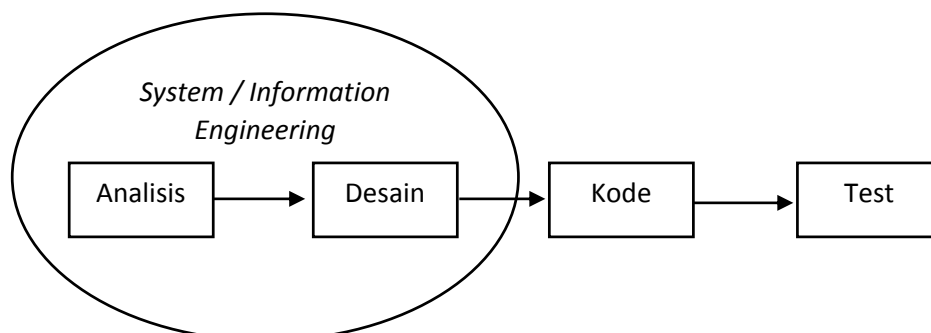 System / Information
Engineering
Analisis
Desain
Kode
Test